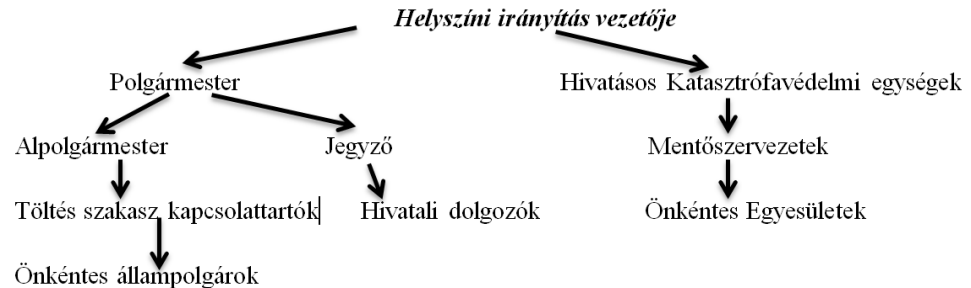 Helyszíni irányítás vezetője
Polgármester Hivatásos Katasztrófavédelmi egységek
Alpolgármester Jegyző Mentőszervezetek
Töltés szakasz kapcsolattartók Hivatali dolgozók Önkéntes Egyesületek
Önkéntes állampolgárok